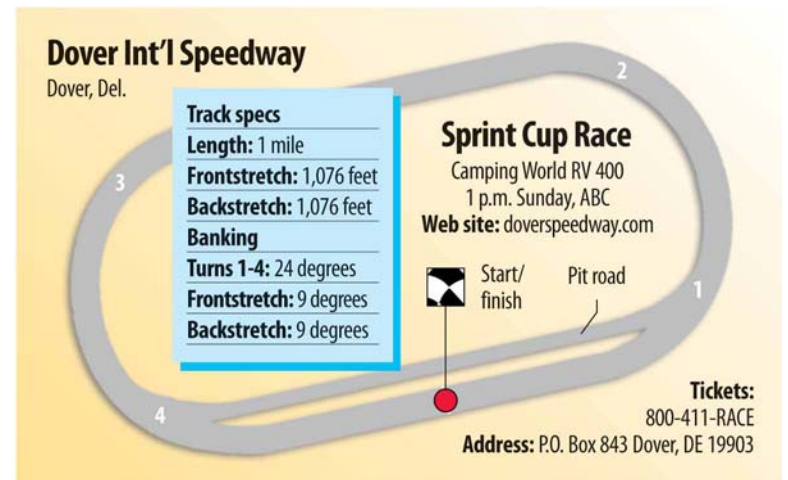 Dover Int'l Speedway
Dover, Del.
Track specs
Length: 1 mile
Frontstretch: 1,076 feet
Backstretch: 1,076 feet
Banking
Turns 1-4: 24 degrees
Frontstretch: 9 degrees
Backstretch: 9 degrees
Sprint Cup Race
Camping World RV 400
1 p.m. Sunday, ABC
Web site: doverspeedway.com
Start/
finish
Pit road
1
2
3
4
Tickets:
800-411-RACE
Address: P.O. Box 843 Dover, DE 19903